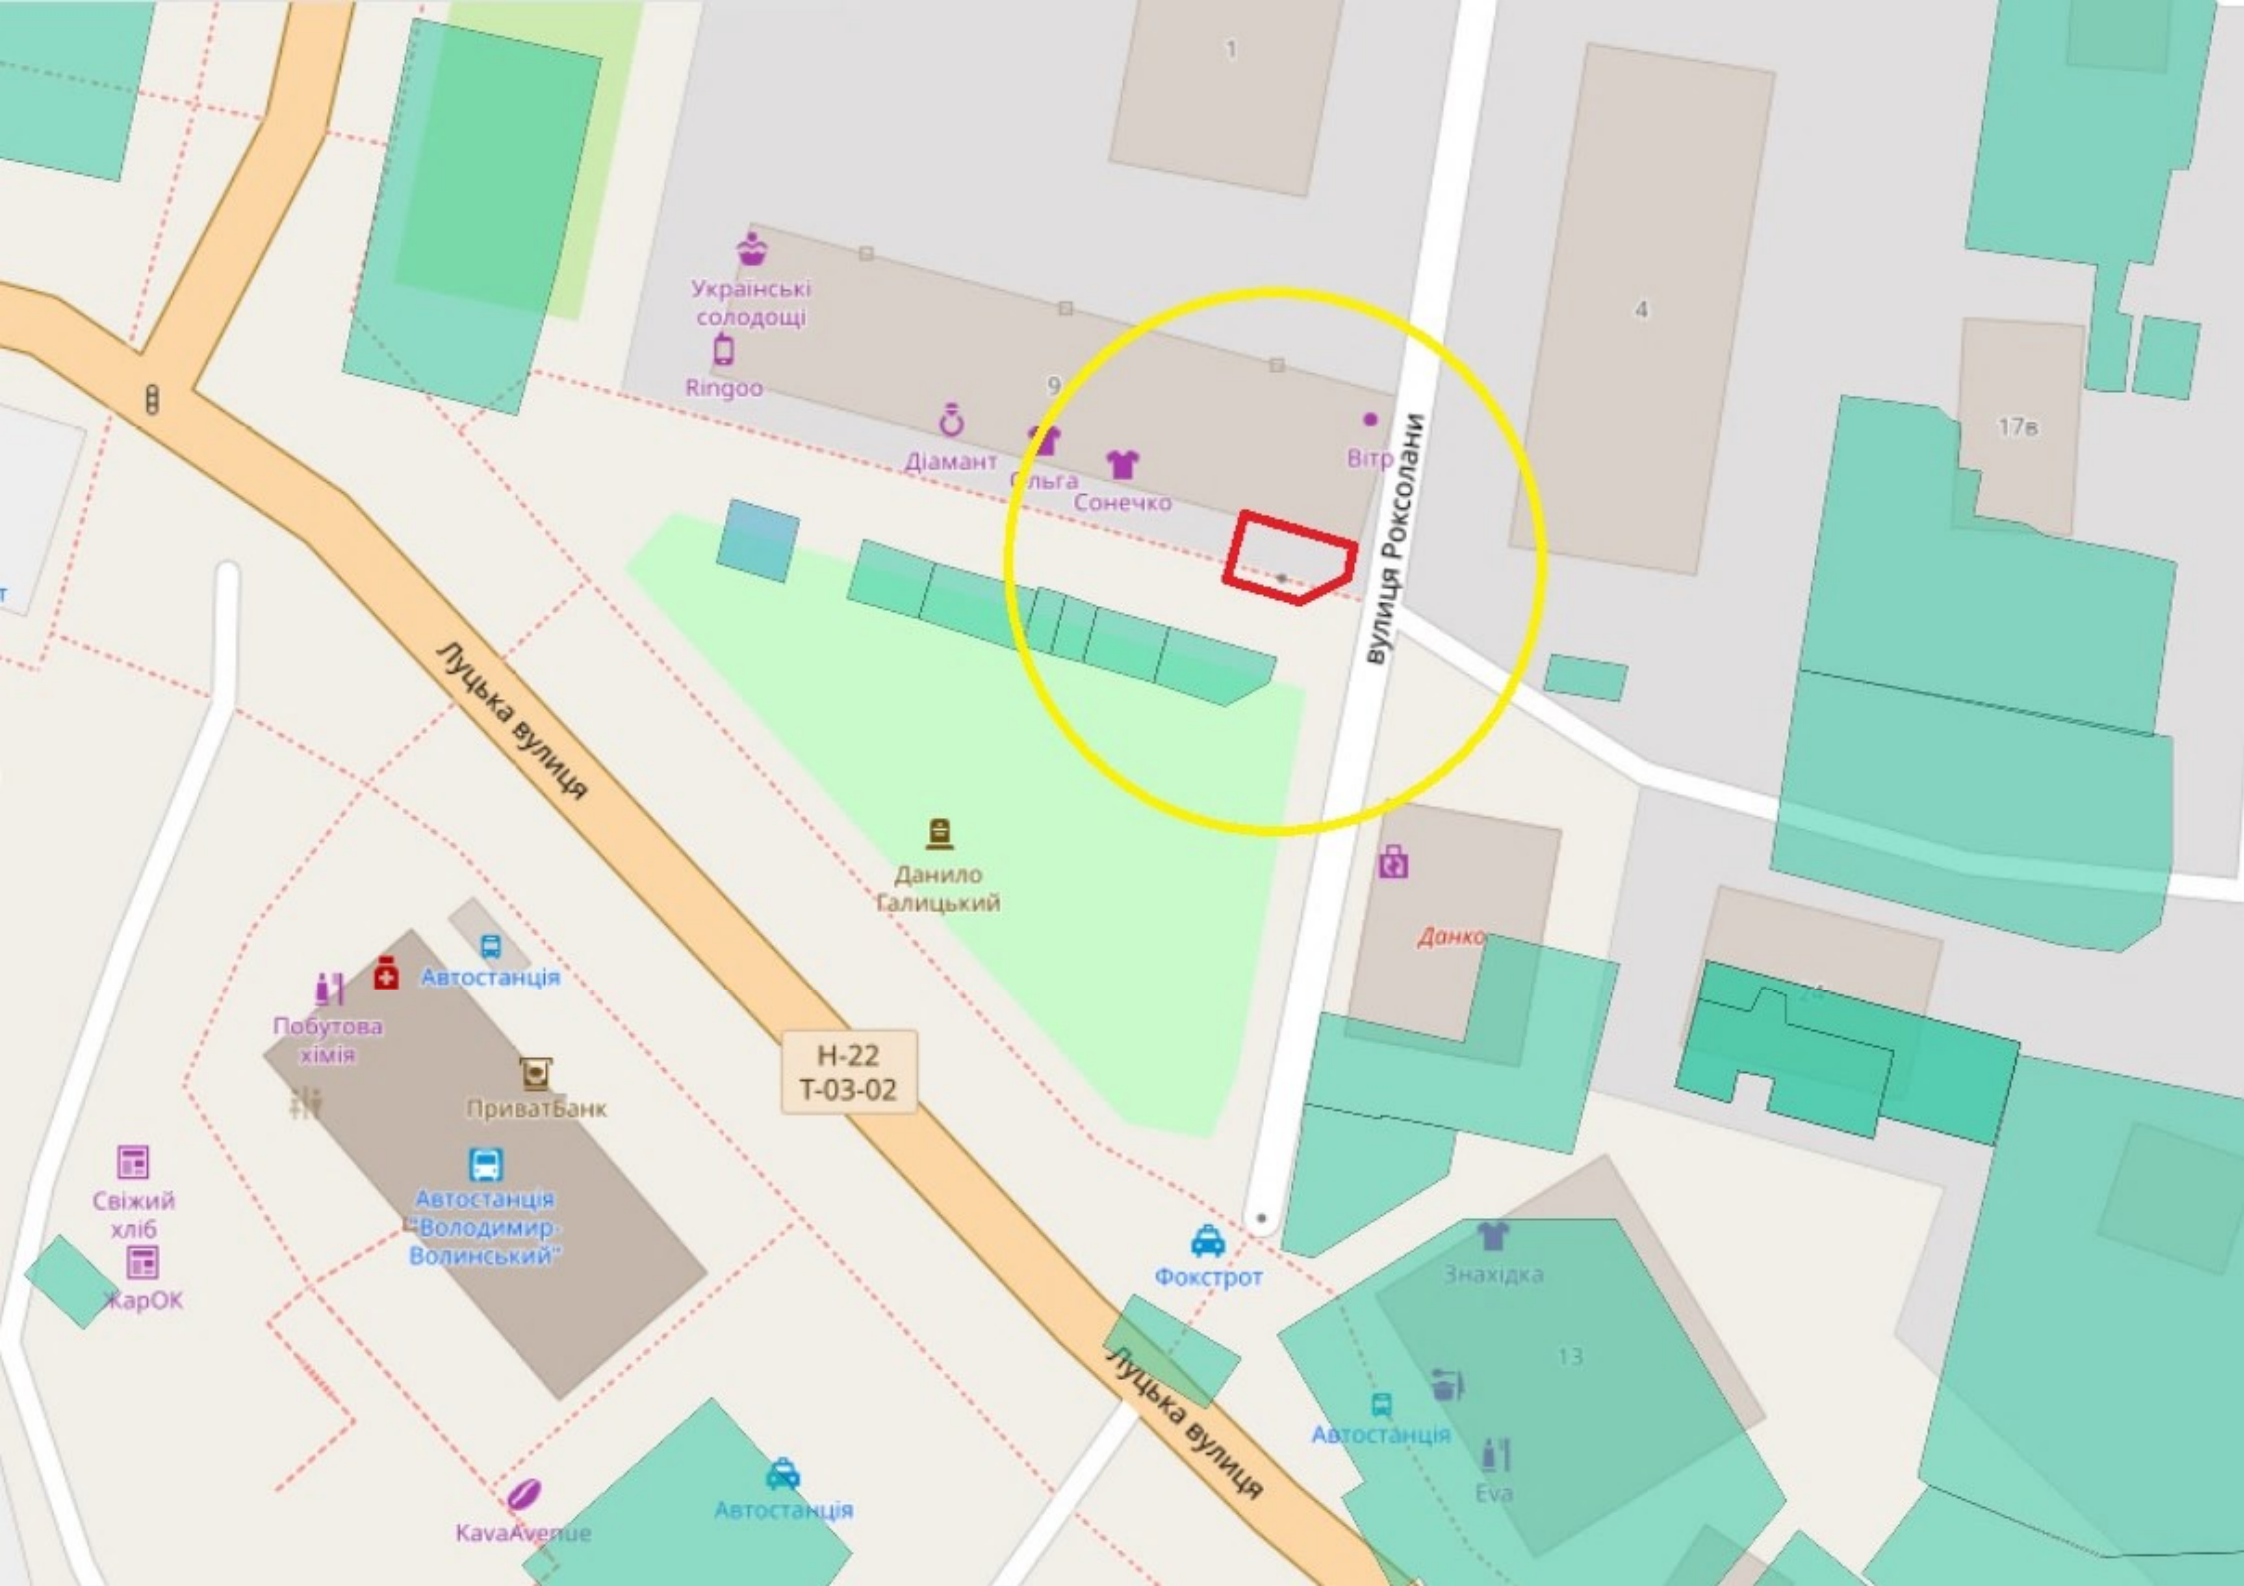 1
4
Українські
солодощі
Ringoo
9
Діамант
Ольга
Сонечко
Вітр
17в
вулиця Роксолани
т
Луцька вулиця
Данило
Галицький
Данко
Автостанція
Побутова
хімія
24
Н-22
Т-03-02
ПриватБанк
Свіжий
хліб
Автостанція
"Володимир-
Волинський"
ЖарОК
Фокстрот
Знахідка
13
Луцька вулиця
Автостанція
Eva
Автостанція
KavaAvenue